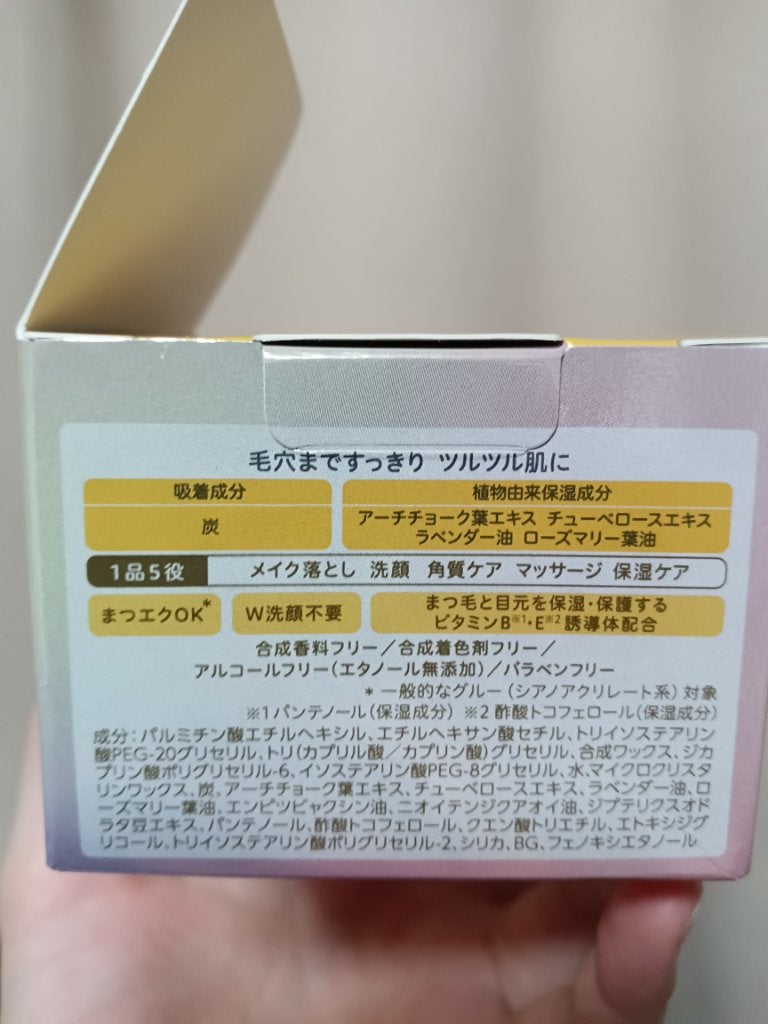 毛穴まですっきり ツルツル肌に
吸着成分
炭
植物由来保湿成分
アーチチョーク葉エキス チューベロースエキス
ラベンダー油 ローズマリー葉油
1品5役 メイク落とし 洗顔 角質ケア マッサージ 保湿ケア
まつエクOK*
W洗顔不要
まつ毛と目元を保湿・保護する
ビタミンB※1・E※2誘導体配合
合成香料フリー/合成着色剤フリー/
アルコールフリー(エタノール無添加)/パラベンフリー
* 一般的なグルー(シアノアクリレート系)対象
※1 パンテノール(保湿成分) ※2 酢酸トコフェロール(保湿成分)
成分:パルミチン酸エチルヘキシル、エチルヘキサン酸セチル、トリイソステアリン
酸PEG-20グリセリル、トリ(カプリル酸/カプリン酸)グリセリル、合成ワックス、ジカ
プリン酸ポリグリセリル-6、イソステアリン酸PEG-8グリセリル、水、マイクロクリスタ
リンワックス、炭、アーチチョーク葉エキス、チューベロースエキス、ラベンダー油、ロ
ーズマリー葉油、エンピツビャクシン油、ニオイテンジクアオイ油、ジプテリクスオド
ラタ豆エキス、パンテノール、酢酸トコフェロール、クエン酸トリエチル、エトキシジグ
リコール、トリイソステアリン酸ポリグリセリル-2、シリカ、BG、フェノキシエタノール